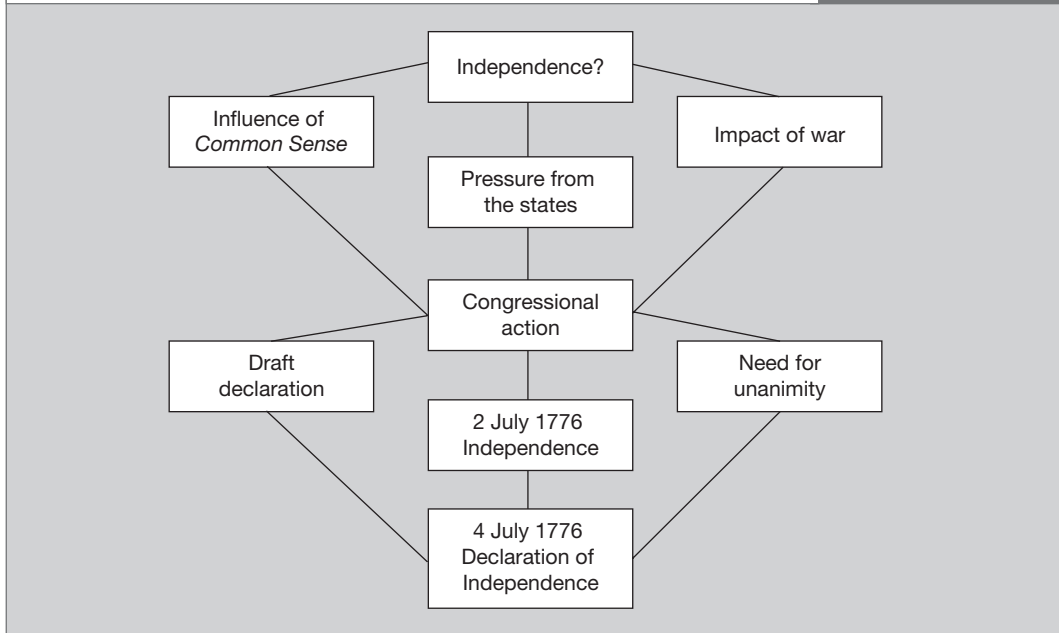 Independence?
Influence of
Common Sense
Impact of war
Pressure from
the states
Congressional
action
Draft
declaration
Need for
unanimity
2 July 1776
Independence
4 July 1776
Declaration of
Independence